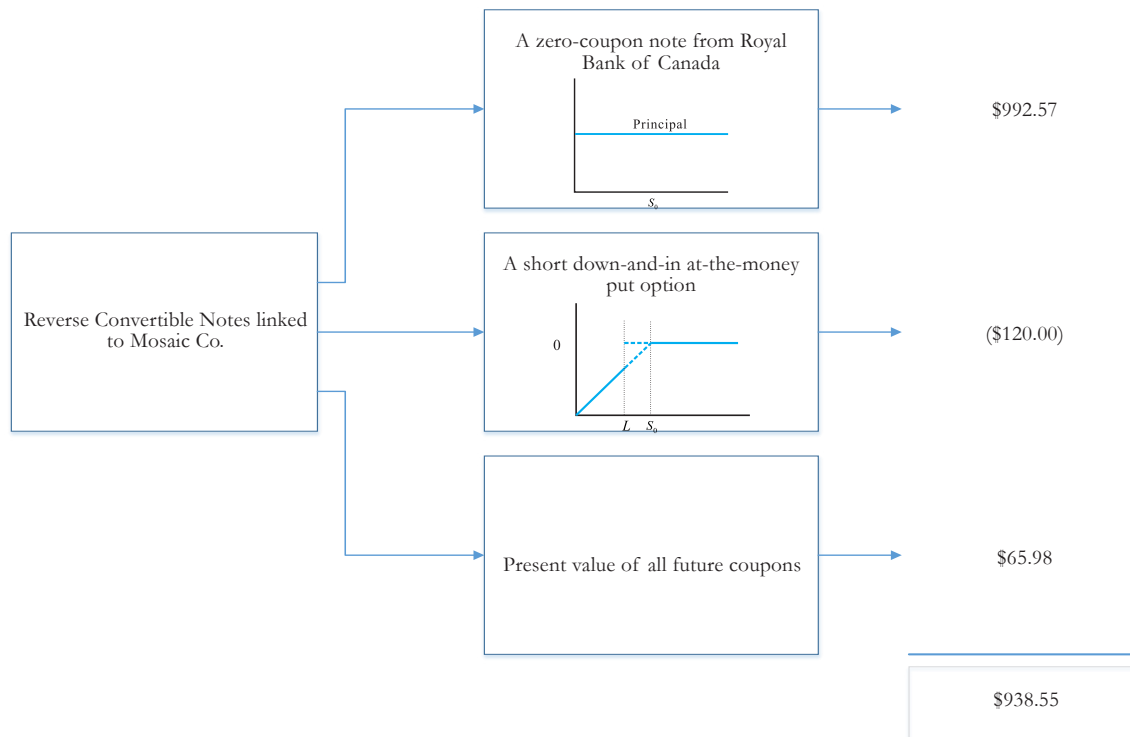 A zero-coupon note from Royal
Bank of Canada
Principal
S₀
$992.57
Reverse Convertible Notes linked
to Mosaic Co.
A short down-and-in at-the-money
put option
0
L S₀
($120.00)
Present value of all future coupons
$65.98
$938.55